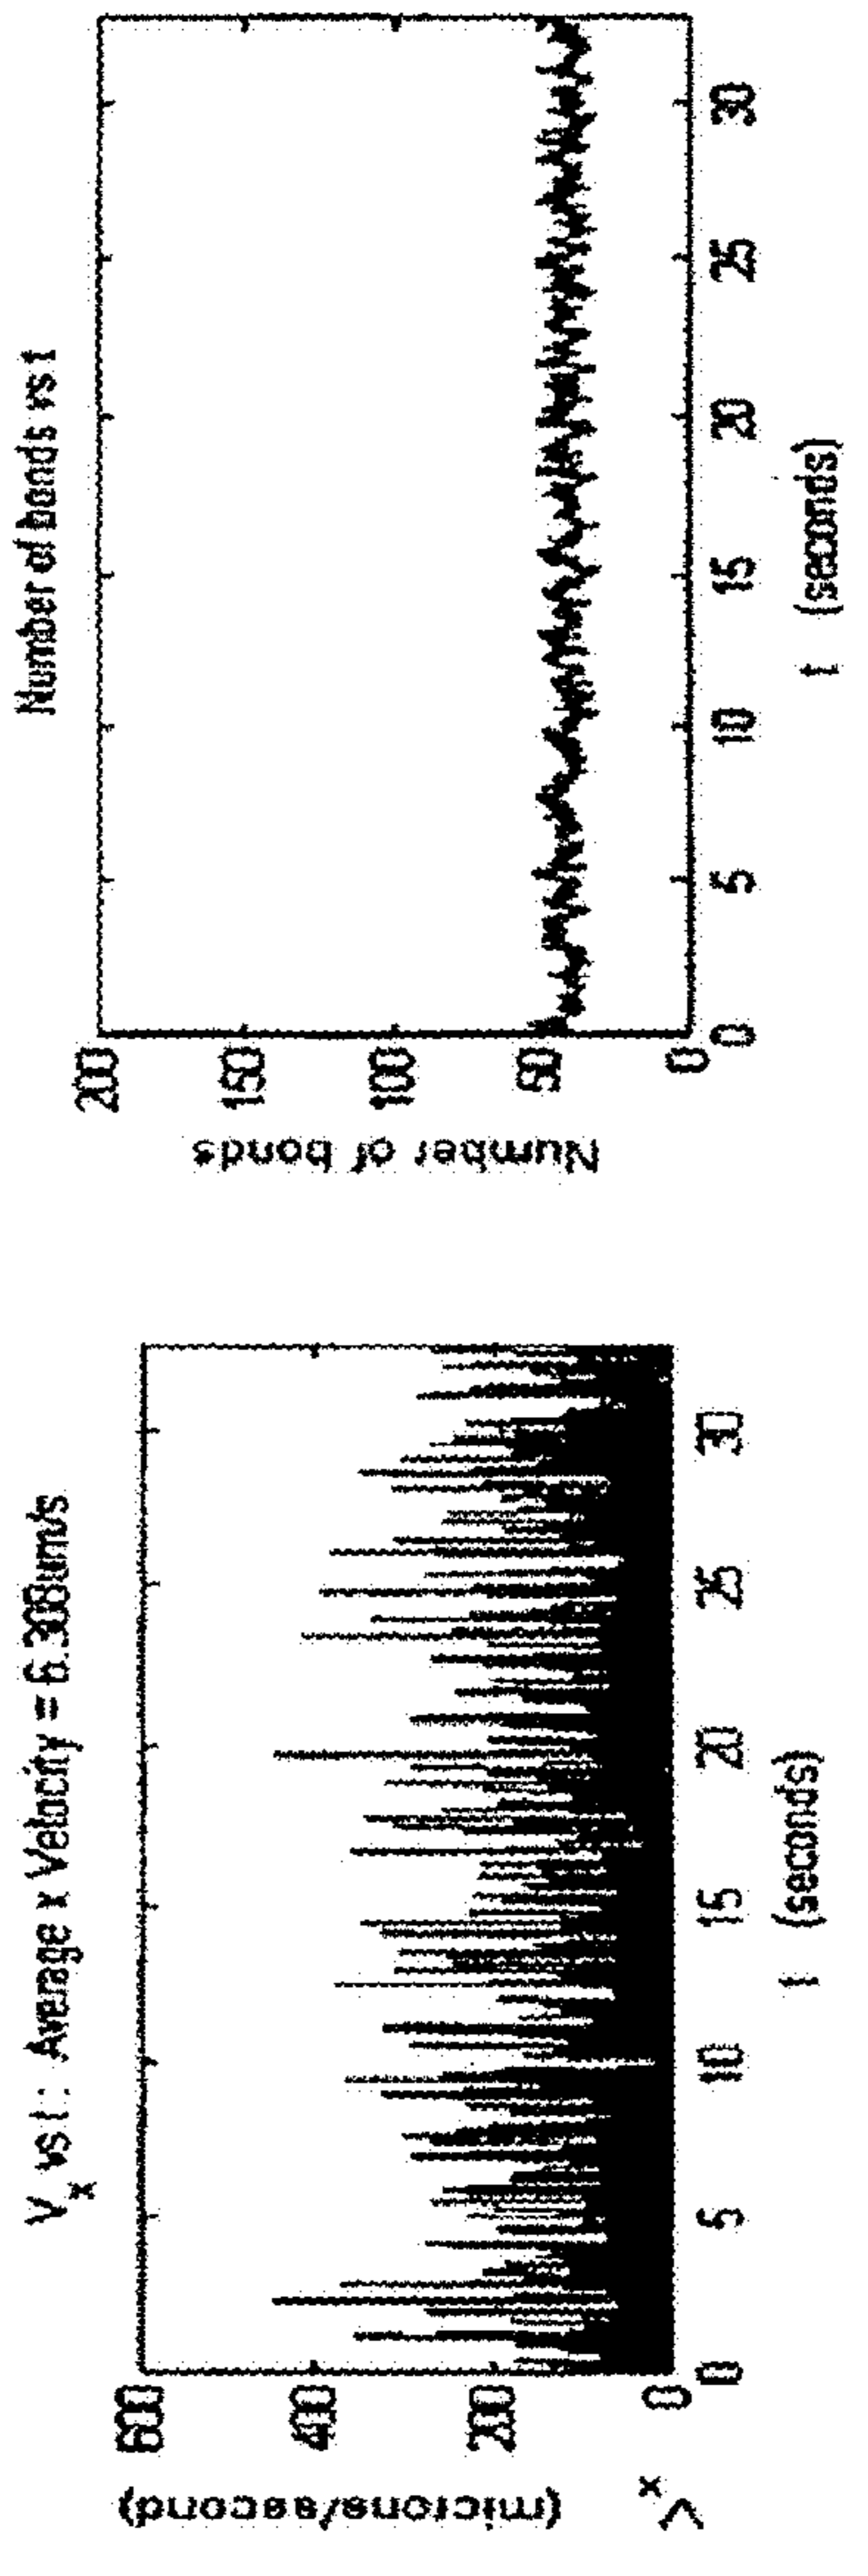 V_x vs t : Average x Velocity = 6.308um/s
V_x (microns/second)
600
400
200
0
0 5 10 15 20 25 30
t (seconds)
Number of bonds vs t
Number of bonds
200
150
100
50
0
0 5 10 15 20 25 30
t (seconds)